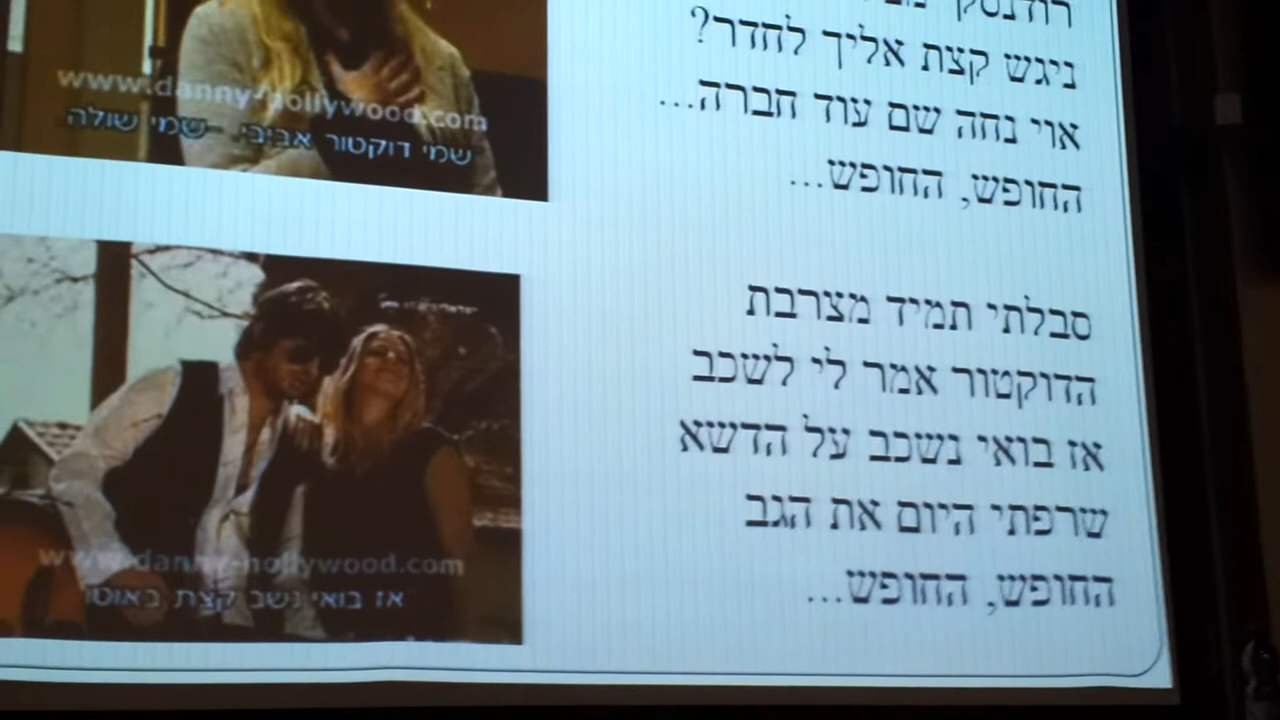 רודנסקי
ניגש קצת אליך לחדר?
אוי נחה שם עוד חברה...
החופש, החופש...
סבלתי תמיד מצרבת
הדוקטור אמר לי לשכב
אז בואי נשכב על הדשא
שרפתי היום את הגב
החופש, החופש...
www.danny-hollywood.com
שמי דוקטור אביבי. -שמי שולה
www.danny-hollywood.com
אז בואי נשב קצת באוטו